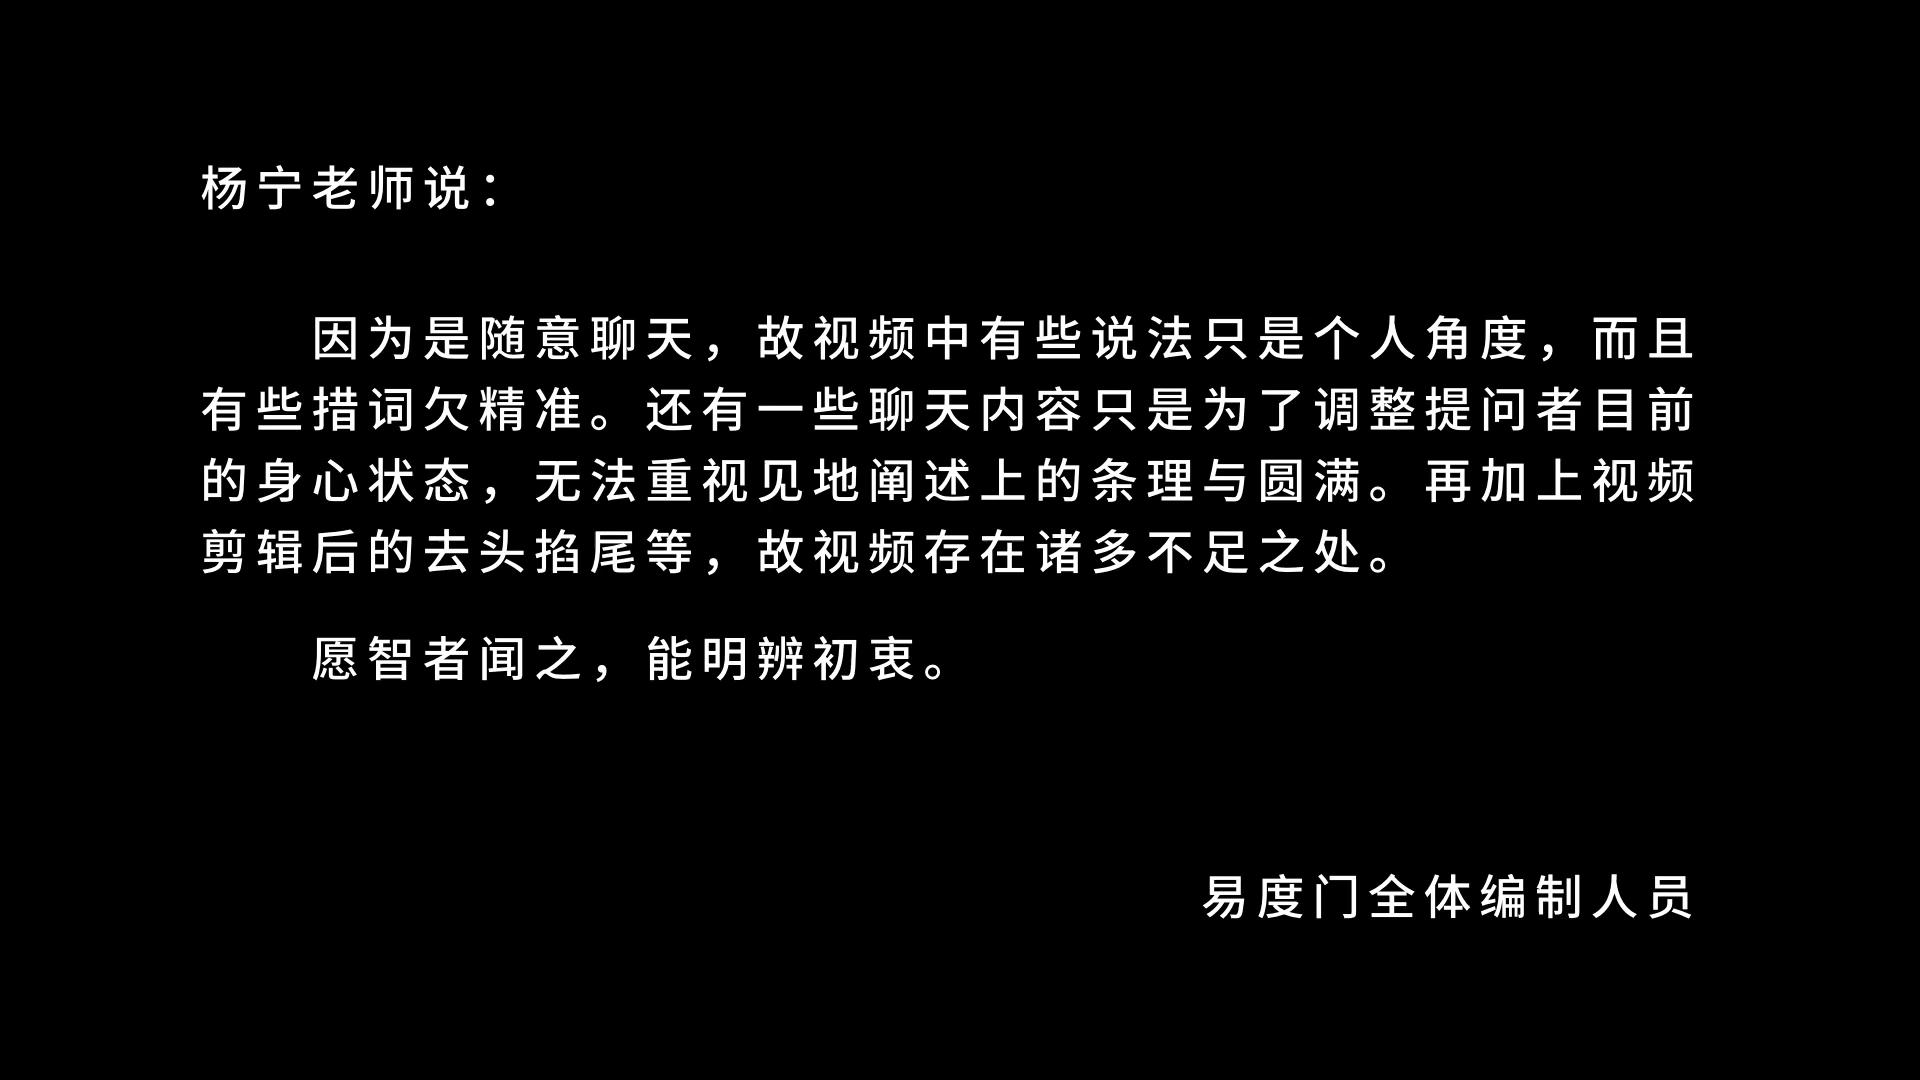 杨宁老师说：
因为是随意聊天，故视频中有些说法只是个人角度，而且
有些措词欠精准。还有一些聊天内容只是为了调整提问者目前
的身心状态，无法重视见地阐述上的条理与圆满。再加上视频
剪辑后的去头掐尾等，故视频存在诸多不足之处。
愿智者闻之，能明辨初衷。
易度门全体编制人员